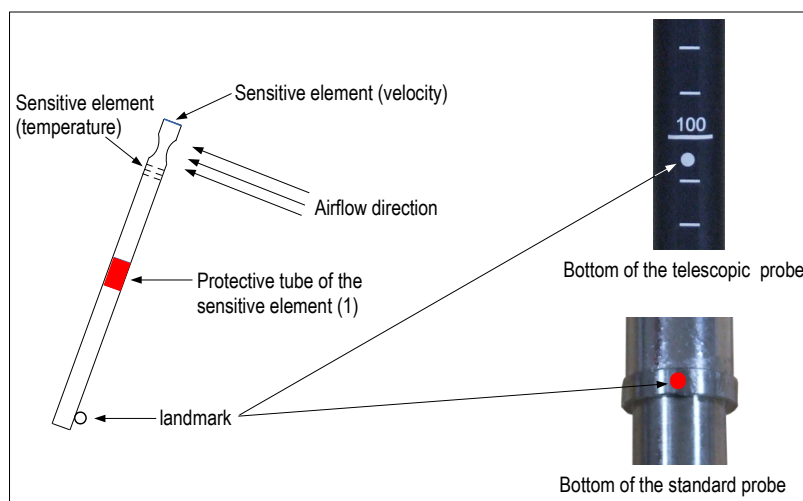 Sensitive element (velocity)
Sensitive element
(temperature)
Airflow direction
Protective tube of the
sensitive element (1)
landmark
100
Bottom of the telescopic probe
Bottom of the standard probe